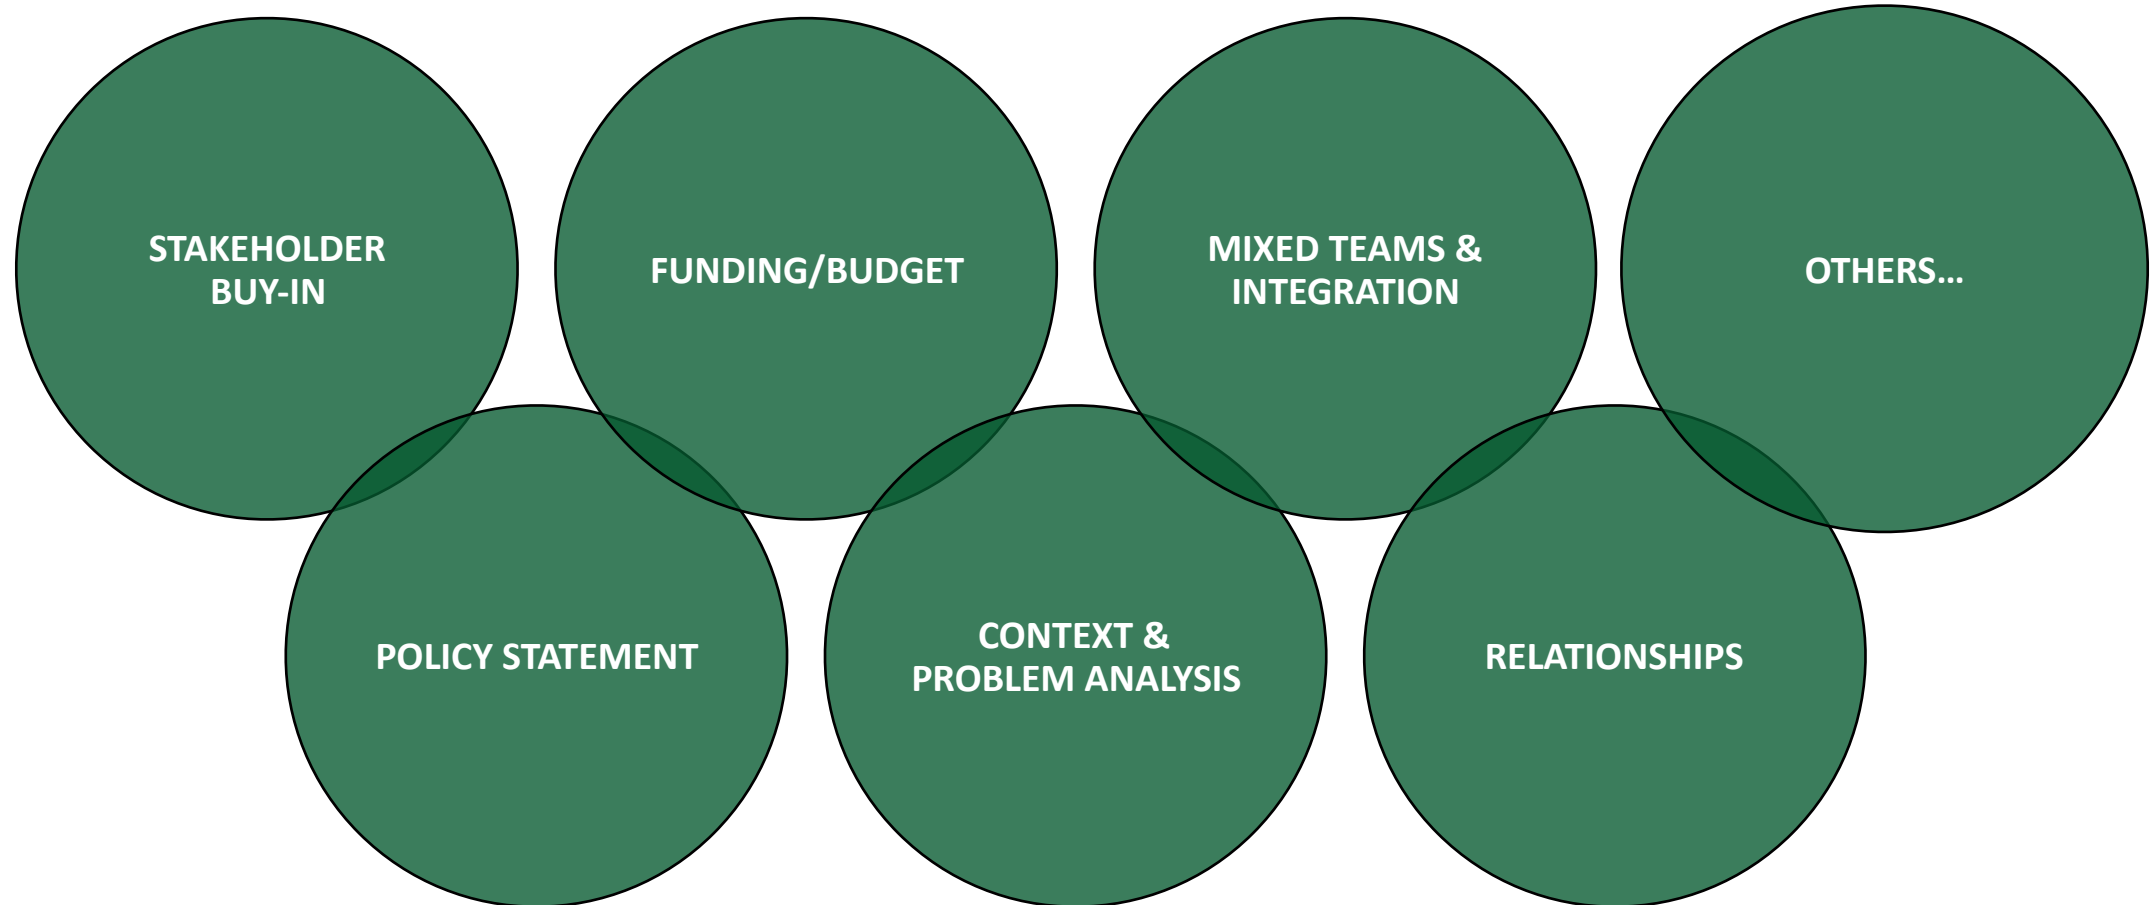 STAKEHOLDER
BUY-IN
FUNDING/BUDGET
MIXED TEAMS &
INTEGRATION
OTHERS...
POLICY STATEMENT
CONTEXT &
PROBLEM ANALYSIS
RELATIONSHIPS